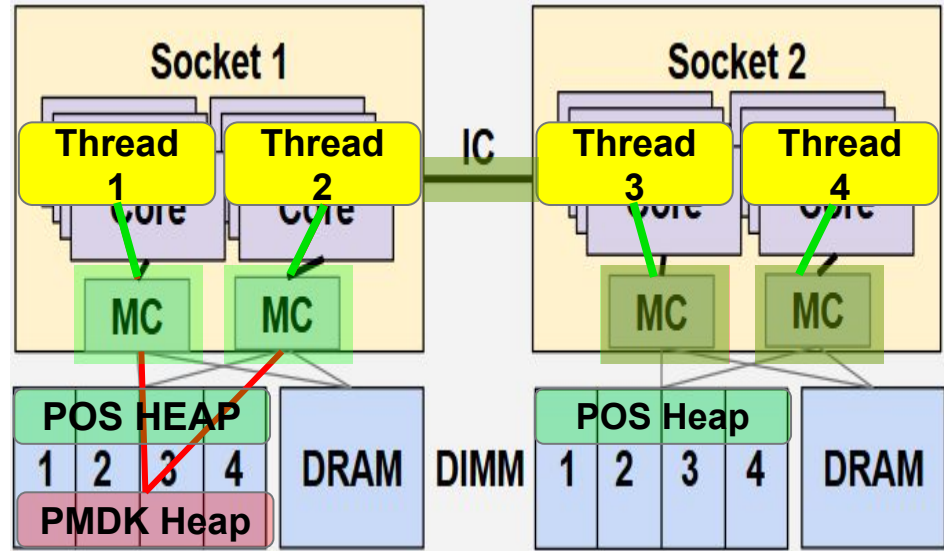 Socket 1
Socket 2
IC
Thread
1
Thread
2
Thread
3
Thread
4
Core
Core
Core
Core
MC
MC
MC
MC
POS HEAP
POS Heap
1 2 3 4
DRAM
DIMM
1 2 3 4
DRAM
PMDK Heap